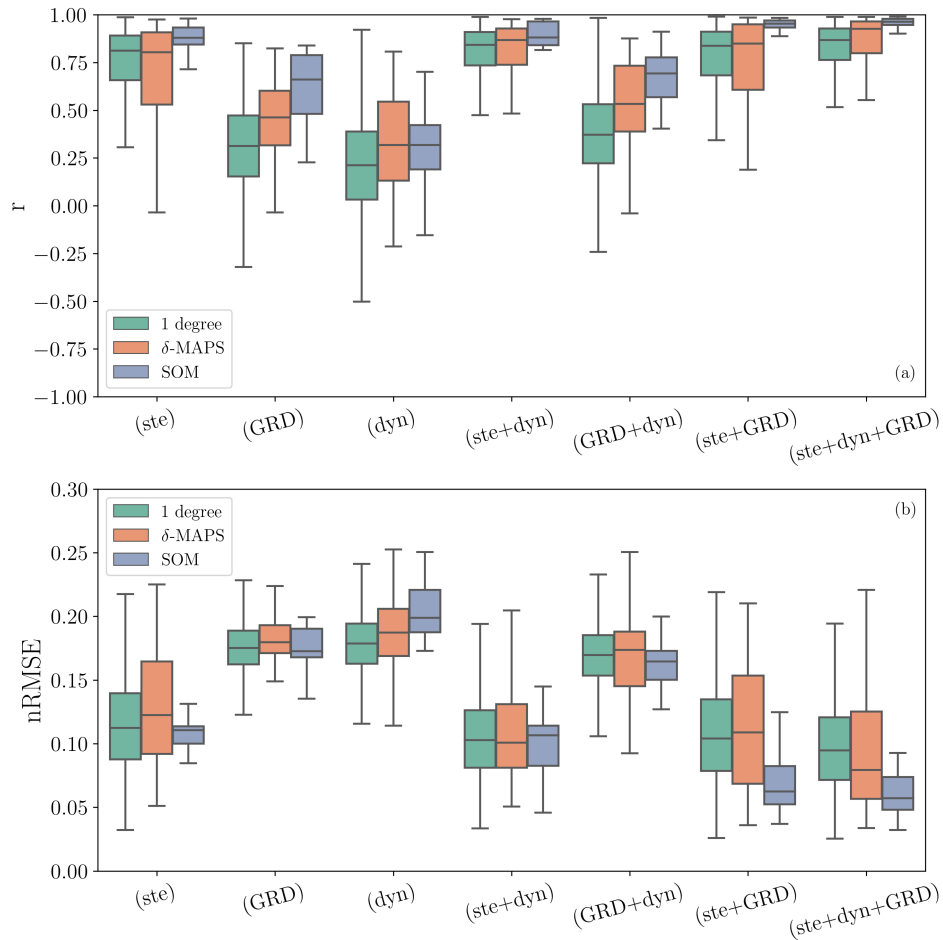 1.00
0.75
0.50
0.25
0.00
−0.25
−0.50
−0.75
−1.00
r
1 degree
δ-MAPS
SOM
(a)
(ste)
(GRD)
(dyn)
(ste+dyn)
(GRD+dyn)
(ste+GRD)
(ste+dyn+GRD)
0.30
0.25
0.20
0.15
0.10
0.05
0.00
nRMSE
1 degree
δ-MAPS
SOM
(b)
(ste)
(GRD)
(dyn)
(ste+dyn)
(GRD+dyn)
(ste+GRD)
(ste+dyn+GRD)